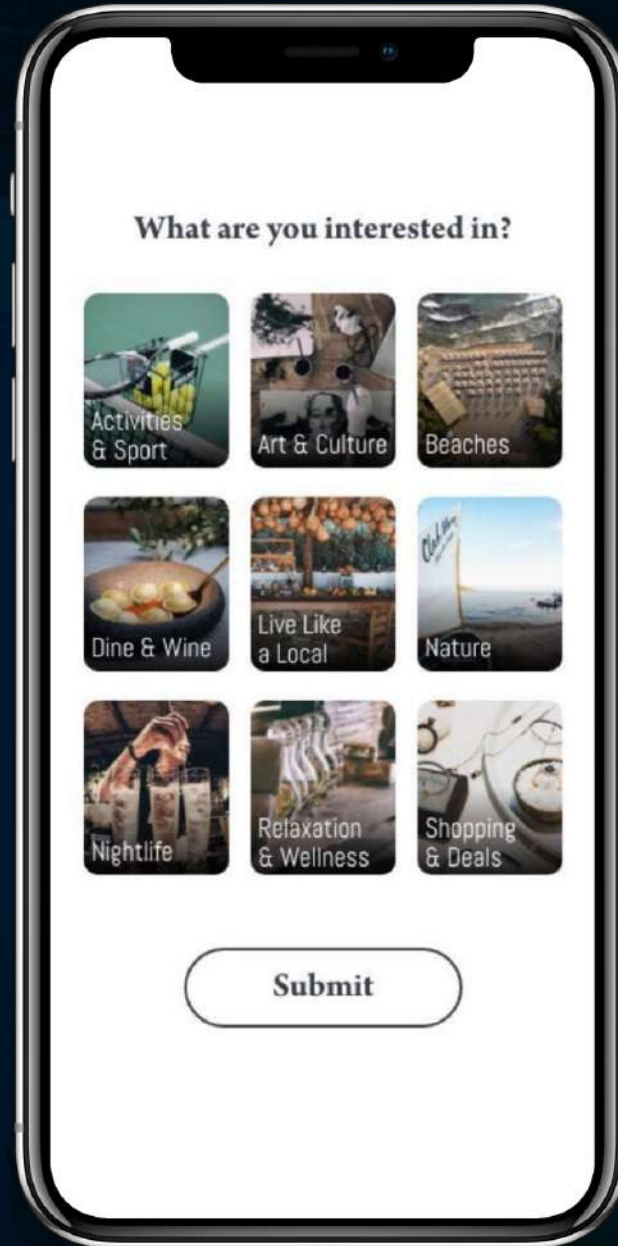 What are you interested in?
Activities
& Sport
Art & Culture
Beaches
Dine & Wine
Live Like
a Local
Nature
Nightlife
Relaxation
& Wellness
Shopping
& Deals
Submit